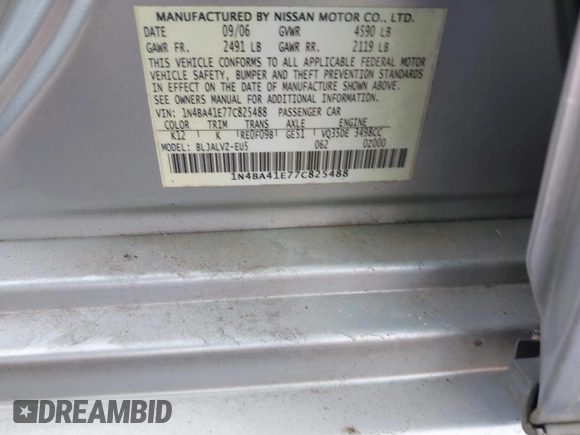 MANUFACTURED BY NISSAN MOTOR CO., LTD.
DATE 09/06 GVWR 4590 LB
GAWR FR. 2491 LB GAWR RR. 2119 LB
THIS VEHICLE CONFORMS TO ALL APPLICABLE FEDERAL MOTOR
VEHICLE SAFETY, BUMPER AND THEFT PREVENTION STANDARDS
IN EFFECT ON THE DATE OF MANUFACTURE SHOWN ABOVE.
SEE OWNERS MANUAL FOR ADDITIONAL INFORMATION.
VIN: 1N4BA41E77C825488 PASSENGER CAR
COLOR TRIM TRANS AXLE ENGINE
K12 K RE0F09B GE51 VQ35DE 3498CC
MODEL: BLJALVZ-EUS 062 0Z000
1N4BA41E77C825488
DREAMBID